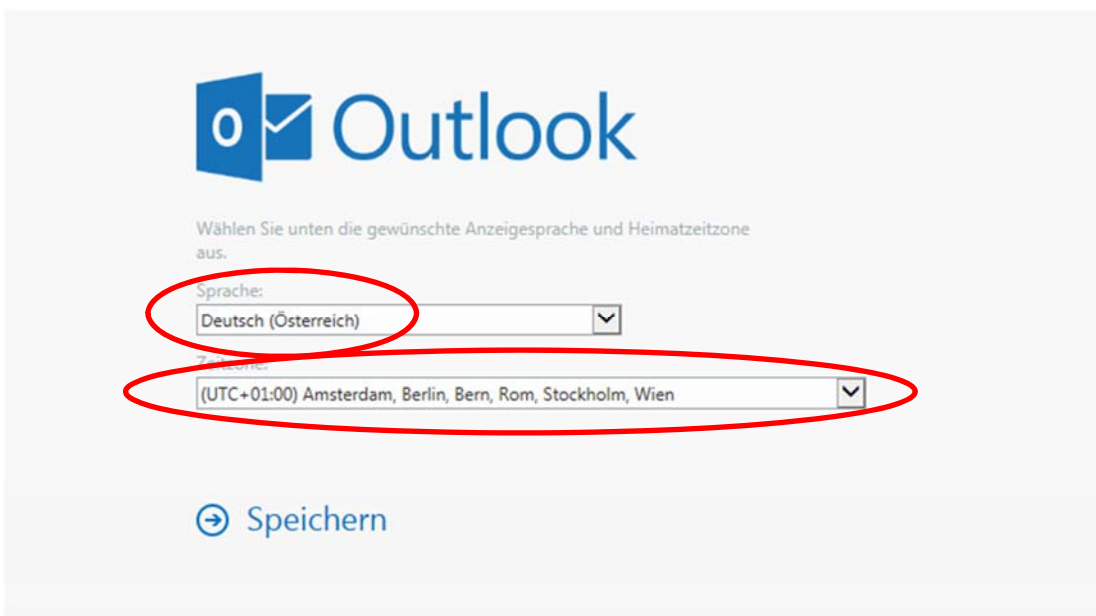 Outlook
Wählen Sie unten die gewünschte Anzeigesprache und Heimatzeitzone
aus.
Sprache:
Deutsch (Österreich)
Zeitzone:
(UTC+01:00) Amsterdam, Berlin, Bern, Rom, Stockholm, Wien
Speichern